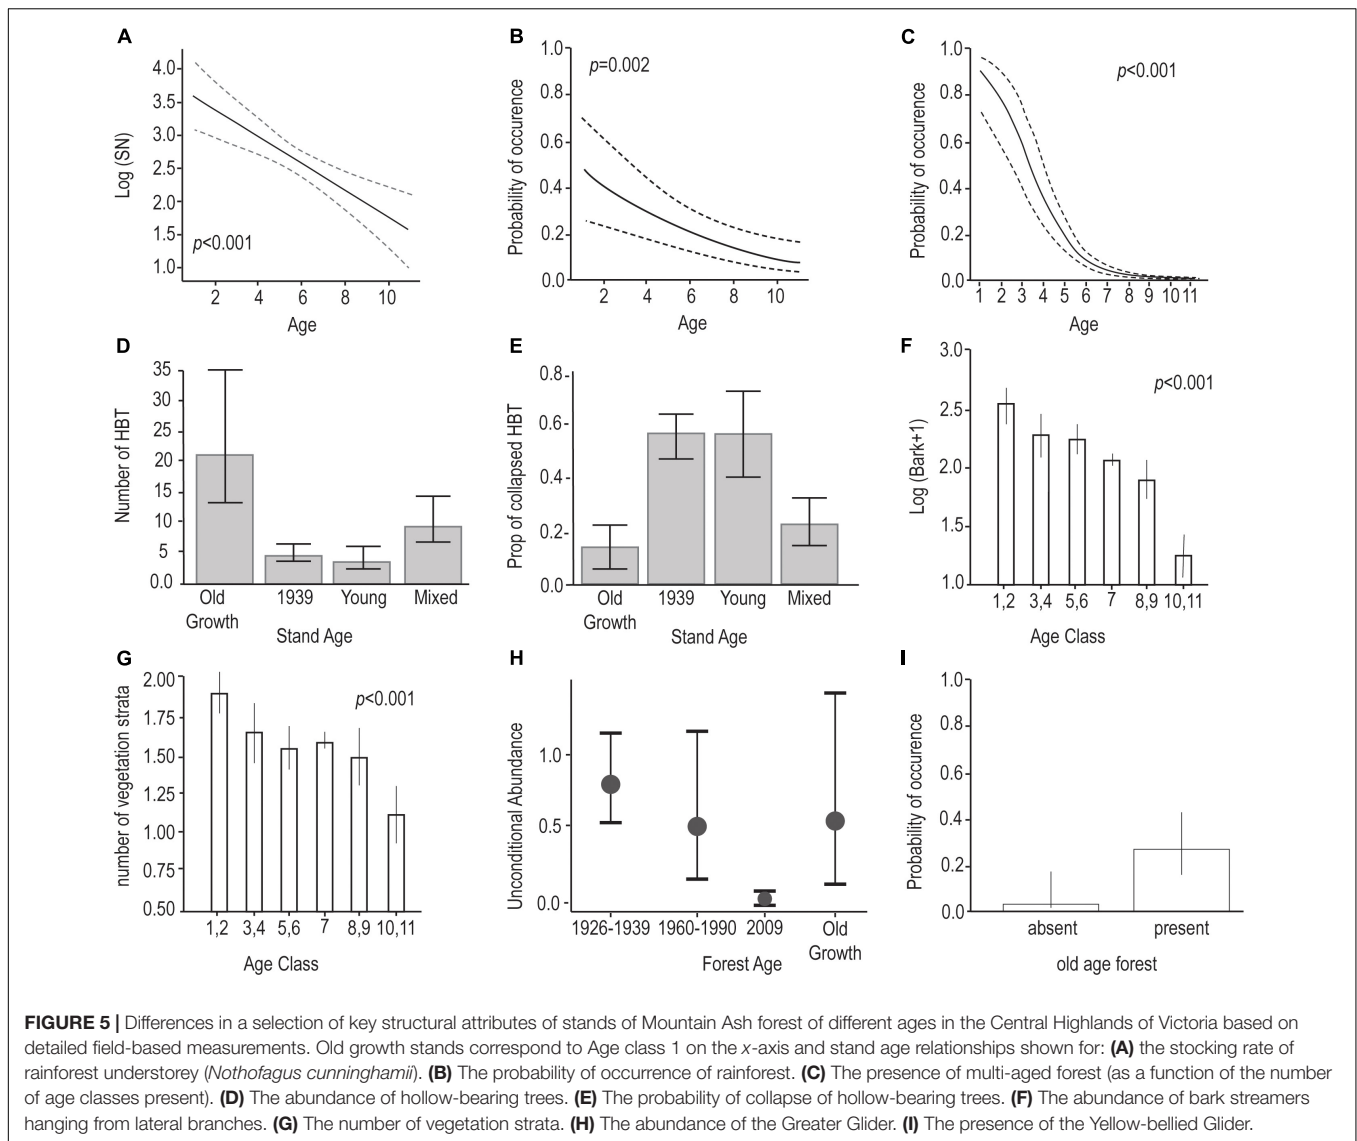 A
Log (SN)
4.0
3.5
3.0
2.5
2.0
1.5
1.0
p<0.001
2 4 6 8 10
Age
B
Probability of occurence
1.0
0.8
0.6
0.4
0.2
0.0
p=0.002
2 4 6 8 10
Age
C
Probability of occurence
1.0
0.8
0.6
0.4
0.2
0.0
p<0.001
1 2 3 4 5 6 7 8 9 10 11
Age
D
Number of HBT
35
30
25
20
15
10
5
0.0
Old Growth 1939 Young Mixed
Stand Age
E
Prop of collapsed HBT
0.8
0.6
0.4
0.2
0.0
Old Growth 1939 Young Mixed
Stand Age
F
Log (Bark+1)
3.0
2.5
2.0
1.5
1.0
p<0.001
1,2 3,4 5,6 7 8,9 10,11
Age Class
G
number of vegetation strata
2.00
1.75
1.50
1.25
1.00
0.75
0.50
p<0.001
1,2 3,4 5,6 7 8,9 10,11
Age Class
H
Unconditional Abundance
1.0
0.5
0.0
1926-1939 1960-1990 2009 Old Growth
Forest Age
I
Probability of occurence
1.0
0.8
0.6
0.4
0.2
0.0
absent present
old age forest
FIGURE 5 | Differences in a selection of key structural attributes of stands of Mountain Ash forest of different ages in the Central Highlands of Victoria based on
detailed field-based measurements. Old growth stands correspond to Age class 1 on the x-axis and stand age relationships shown for: (A) the stocking rate of
rainforest understorey (Nothofagus cunninghamii). (B) The probability of occurrence of rainforest. (C) The presence of multi-aged forest (as a function of the number
of age classes present). (D) The abundance of hollow-bearing trees. (E) The probability of collapse of hollow-bearing trees. (F) The abundance of bark streamers
hanging from lateral branches. (G) The number of vegetation strata. (H) The abundance of the Greater Glider. (I) The presence of the Yellow-bellied Glider.